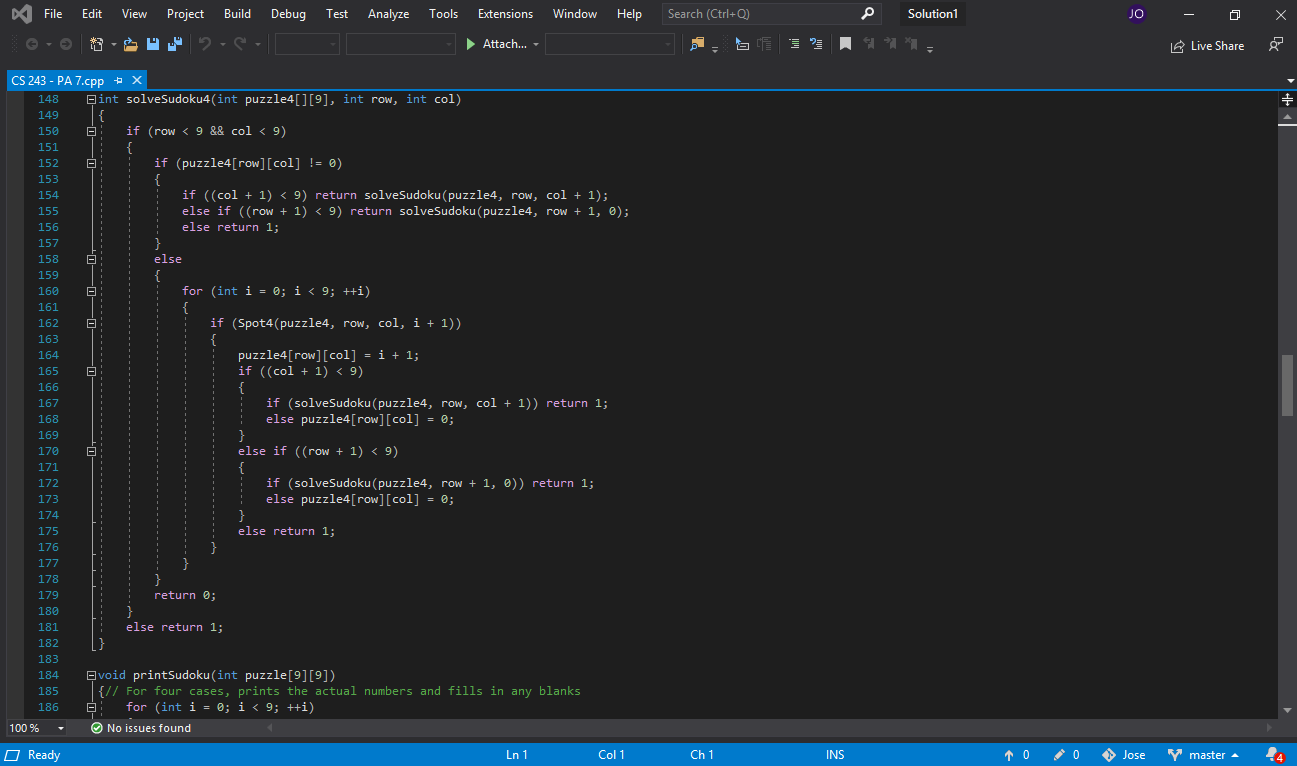 File Edit View Project Build Debug Test Analyze Tools Extensions Window Help Search (Ctrl+Q) Solution1 JO
Attach... Live Share
CS 243 - PA 7.cpp
148 int solveSudoku4(int puzzle4[][9], int row, int col)
149 {
150 if (row < 9 && col < 9)
151 {
152 if (puzzle4[row][col] != 0)
153 {
154 if ((col + 1) < 9) return solveSudoku(puzzle4, row, col + 1);
155 else if ((row + 1) < 9) return solveSudoku(puzzle4, row + 1, 0);
156 else return 1;
157 }
158 else
159 {
160 for (int i = 0; i < 9; ++i)
161 {
162 if (Spot4(puzzle4, row, col, i + 1))
163 {
164 puzzle4[row][col] = i + 1;
165 if ((col + 1) < 9)
166 {
167 if (solveSudoku(puzzle4, row, col + 1)) return 1;
168 else puzzle4[row][col] = 0;
169 }
170 else if ((row + 1) < 9)
171 {
172 if (solveSudoku(puzzle4, row + 1, 0)) return 1;
173 else puzzle4[row][col] = 0;
174 }
175 else return 1;
176 }
177 }
178 }
179 return 0;
180 }
181 else return 1;
182 }
183
184 void printSudoku(int puzzle[9][9])
185 {// For four cases, prints the actual numbers and fills in any blanks
186 for (int i = 0; i < 9; ++i)
100 % No issues found
Ready Ln 1 Col 1 Ch 1 INS 0 0 Jose master 4